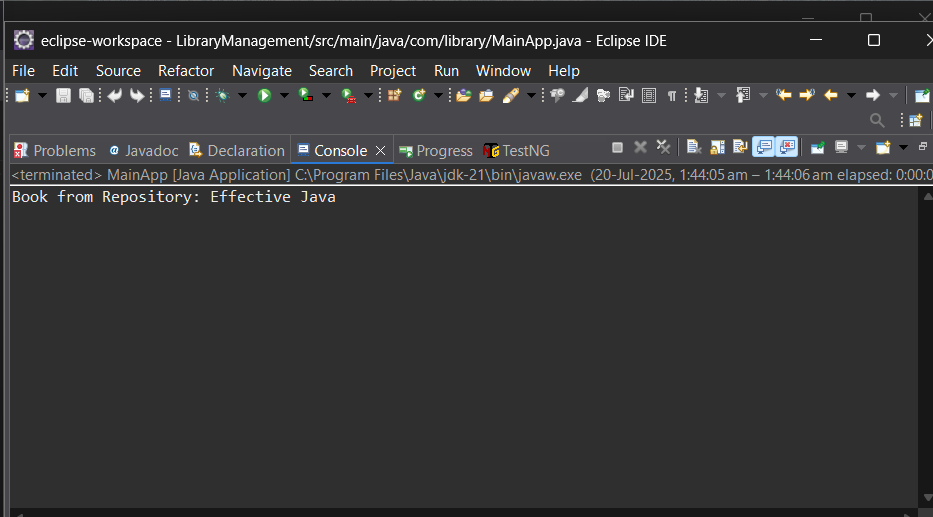 eclipse-workspace - LibraryManagement/src/main/java/com/library/MainApp.java - Eclipse IDE
File Edit Source Refactor Navigate Search Project Run Window Help
Problems Javadoc Declaration Console Progress TestNG
<terminated> MainApp [Java Application] C:\Program Files\Java\jdk-21\bin\javaw.exe (20-Jul-2025, 1:44:05 am – 1:44:06 am elapsed: 0:00:0
Book from Repository: Effective Java